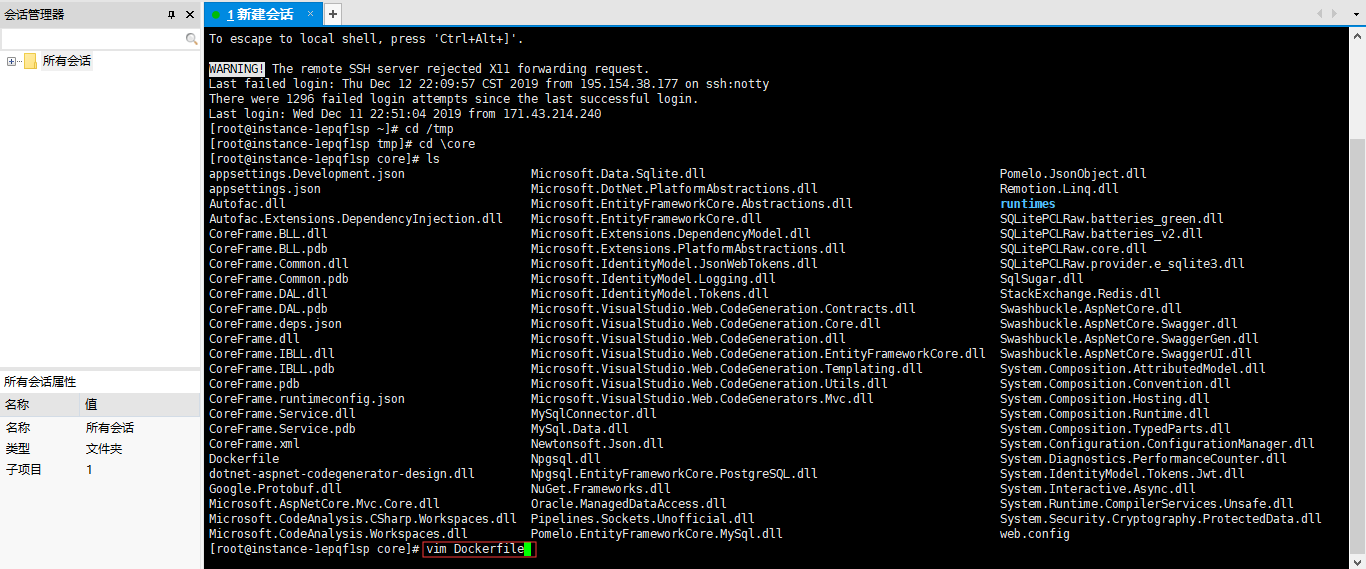 会话管理器
所有会话
所有会话属性
名称 值
名称 所有会话
类型 文件夹
子项目 1
1 新建会话 × +
To escape to local shell, press 'Ctrl+Alt+]'.
WARNING! The remote SSH server rejected X11 forwarding request.
Last failed login: Thu Dec 12 22:09:57 CST 2019 from 195.154.38.177 on ssh:notty
There were 1296 failed login attempts since the last successful login.
Last login: Wed Dec 11 22:51:04 2019 from 171.43.214.240
[root@instance-1epqf1sp ~]# cd /tmp
[root@instance-1epqf1sp tmp]# cd \core
[root@instance-1epqf1sp core]# ls
appsettings.Development.json Microsoft.Data.Sqlite.dll Pomelo.JsonObject.dll
appsettings.json Microsoft.DotNet.PlatformAbstractions.dll Remotion.Linq.dll
Autofac.dll Microsoft.EntityFrameworkCore.Abstractions.dll runtimes
Autofac.Extensions.DependencyInjection.dll Microsoft.EntityFrameworkCore.dll SQLitePCLRaw.batteries_green.dll
CoreFrame.BLL.dll Microsoft.Extensions.DependencyModel.dll SQLitePCLRaw.batteries_v2.dll
CoreFrame.BLL.pdb Microsoft.Extensions.PlatformAbstractions.dll SQLitePCLRaw.core.dll
CoreFrame.Common.dll Microsoft.IdentityModel.JsonWebTokens.dll SQLitePCLRaw.provider.e_sqlite3.dll
CoreFrame.Common.pdb Microsoft.IdentityModel.Logging.dll SqlSugar.dll
CoreFrame.DAL.dll Microsoft.IdentityModel.Tokens.dll StackExchange.Redis.dll
CoreFrame.DAL.pdb Microsoft.VisualStudio.Web.CodeGeneration.Contracts.dll Swashbuckle.AspNetCore.dll
CoreFrame.deps.json Microsoft.VisualStudio.Web.CodeGeneration.Core.dll Swashbuckle.AspNetCore.Swagger.dll
CoreFrame.dll Microsoft.VisualStudio.Web.CodeGeneration.dll Swashbuckle.AspNetCore.SwaggerGen.dll
CoreFrame.IBLL.dll Microsoft.VisualStudio.Web.CodeGeneration.EntityFrameworkCore.dll Swashbuckle.AspNetCore.SwaggerUI.dll
CoreFrame.IBLL.pdb Microsoft.VisualStudio.Web.CodeGeneration.Templating.dll System.Composition.AttributedModel.dll
CoreFrame.pdb Microsoft.VisualStudio.Web.CodeGeneration.Utils.dll System.Composition.Convention.dll
CoreFrame.runtimeconfig.json Microsoft.VisualStudio.Web.CodeGenerators.Mvc.dll System.Composition.Hosting.dll
CoreFrame.Service.dll MySqlConnector.dll System.Composition.Runtime.dll
CoreFrame.Service.pdb MySql.Data.dll System.Composition.TypedParts.dll
CoreFrame.xml Newtonsoft.Json.dll System.Configuration.ConfigurationManager.dll
Dockerfile Npgsql.dll System.Diagnostics.PerformanceCounter.dll
dotnet-aspnet-codegenerator-design.dll Npgsql.EntityFrameworkCore.PostgreSQL.dll System.IdentityModel.Tokens.Jwt.dll
Google.Protobuf.dll NuGet.Frameworks.dll System.Interactive.Async.dll
Microsoft.AspNetCore.Mvc.Core.dll Oracle.ManagedDataAccess.dll System.Runtime.CompilerServices.Unsafe.dll
Microsoft.CodeAnalysis.CSharp.Workspaces.dll Pipelines.Sockets.Unofficial.dll System.Security.Cryptography.ProtectedData.dll
Microsoft.CodeAnalysis.Workspaces.dll Pomelo.EntityFrameworkCore.MySql.dll web.config
[root@instance-1epqf1sp core]# vim Dockerfile